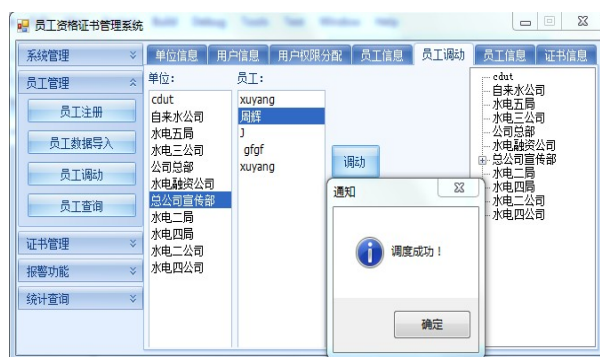 员工资格证书管理系统
系统管理
员工管理
员工注册
员工数据导入
员工调动
员工查询
证书管理
报警功能
统计查询
单位信息 用户信息 用户权限分配 员工信息 员工调动 员工信息 证书信息
单位:
cdut
自来水公司
水电五局
水电三公司
公司总部
水电融资公司
总公司宣传部
水电二局
水电四局
水电二公司
水电四公司
员工:
xuyang
周辉
J
gfgf
xuyang
调动
cdut
自来水公司
水电五局
水电三公司
公司总部
水电融资公司
总公司宣传部
水电二局
水电四局
水电二公司
水电四公司
通知
调度成功！
确定